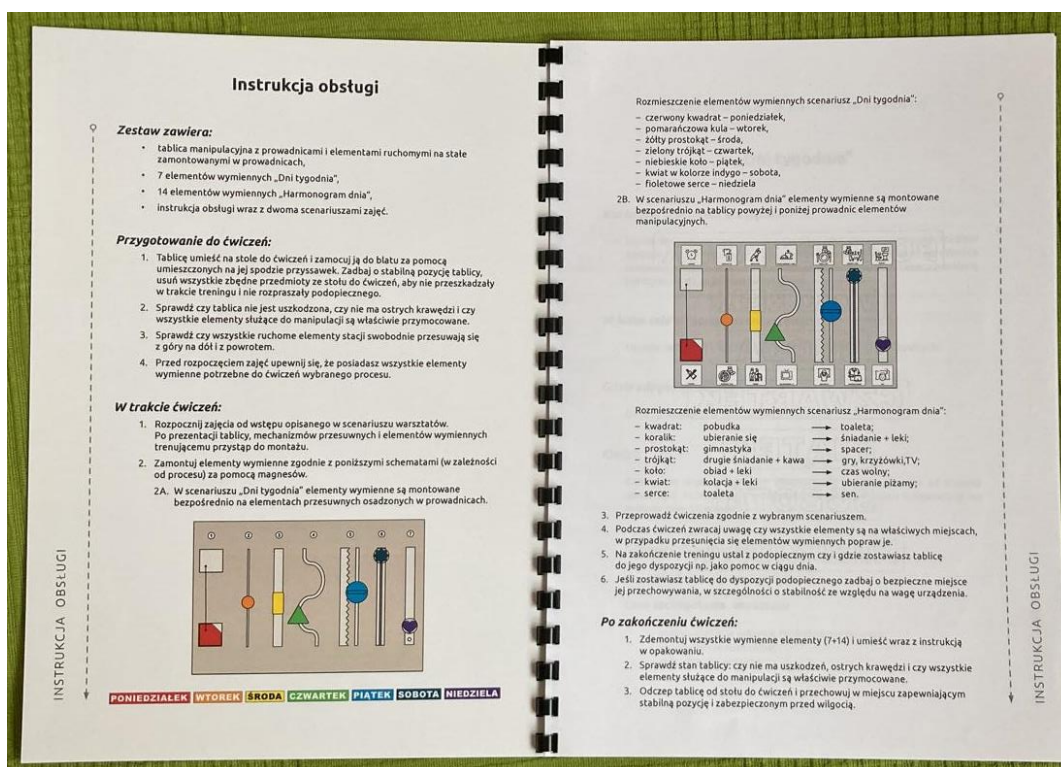 Instrukcja obsługi
Zestaw zawiera:
• tablica manipulacyjna z prowadnicami i elementami ruchomymi na stałe
zamontowanymi w prowadnicach,
• 7 elementów wymiennych „Dni tygodnia”,
• 14 elementów wymiennych „Harmonogram dnia”,
• instrukcja obsługi wraz z dwoma scenariuszami zajęć.
Przygotowanie do ćwiczeń:
1. Tablicę umieść na stole do ćwiczeń i zamocuj ją do blatu za pomocą
umieszczonych na jej spodzie przyssawek. Zadbaj o stabilną pozycję tablicy,
usuń wszystkie zbędne przedmioty ze stołu do ćwiczeń, aby nie przeszkadzały
w trakcie treningu i nie rozpraszały podopiecznego.
2. Sprawdź czy tablica nie jest uszkodzona, czy nie ma ostrych krawędzi i czy
wszystkie elementy służące do manipulacji są właściwie przymocowane.
3. Sprawdź czy wszystkie ruchome elementy stacji swobodnie przesuwają się
z góry na dół i z powrotem.
4. Przed rozpoczęciem zajęć upewnij się, że posiadasz wszystkie elementy
wymienne potrzebne do ćwiczeń wybranego procesu.
W trakcie ćwiczeń:
1. Rozpocznij zajęcia od wstępu opisanego w scenariuszu warsztatów.
Po prezentacji tablicy, mechanizmów przesuwnych i elementów wymiennych
trenującemu przystąp do montażu.
2. Zamontuj elementy wymienne zgodnie z poniższymi schematami (w zależności
od procesu) za pomocą magnesów.
2A. W scenariuszu „Dni tygodnia” elementy wymienne są montowane
bezpośrednio na elementach przesuwnych osadzonych w prowadnicach.
1 2 3 4 5 6 7
PONIEDZIAŁEK WTOREK ŚRODA CZWARTEK PIĄTEK SOBOTA NIEDZIELA
INSTRUKCJA OBSŁUGI
Rozmieszczenie elementów wymiennych scenariusz „Dni tygodnia”:
– czerwony kwadrat – poniedziałek,
– pomarańczowa kula – wtorek,
– żółty prostokąt – środa,
– zielony trójkąt – czwartek,
– niebieskie koło – piątek,
– kwiat w kolorze indygo – sobota,
– fioletowe serce – niedziela
2B. W scenariuszu „Harmonogram dnia” elementy wymienne są montowane
bezpośrednio na tablicy powyżej i poniżej prowadnic elementów
manipulacyjnych.
Rozmieszczenie elementów wymiennych scenariusz „Harmonogram dnia”:
– kwadrat: pobudka → toaleta;
– koralik: ubieranie się → śniadanie + leki;
– prostokąt: gimnastyka → spacer;
– trójkąt: drugie śniadanie + kawa → gry, krzyżówki,TV;
– koło: obiad + leki → czas wolny;
– kwiat: kolacja + leki → ubieranie piżamy;
– serce: toaleta → sen.
3. Przeprowadź ćwiczenia zgodnie z wybranym scenariuszem.
4. Podczas ćwiczeń zwracaj uwagę czy wszystkie elementy są na właściwych miejscach,
w przypadku przesunięcia się elementów wymiennych popraw je.
5. Na zakończenie treningu ustal z podopiecznym czy i gdzie zostawiasz tablicę
do jego dyspozycji np. jako pomoc w ciągu dnia.
6. Jeśli zostawiasz tablicę do dyspozycji podopiecznego zadbaj o bezpieczne miejsce
jej przechowywania, w szczególności o stabilność ze względu na wagę urządzenia.
Po zakończeniu ćwiczeń:
1. Zdemontuj wszystkie wymienne elementy (7+14) i umieść wraz z instrukcją
w opakowaniu.
2. Sprawdź stan tablicy: czy nie ma uszkodzeń, ostrych krawędzi i czy wszystkie
elementy służące do manipulacji są właściwie przymocowane.
3. Odczep tablicę od stołu do ćwiczeń i przechowuj w miejscu zapewniającym
stabilną pozycję i zabezpieczonym przed wilgocią.
INSTRUKCJA OBSŁUGI